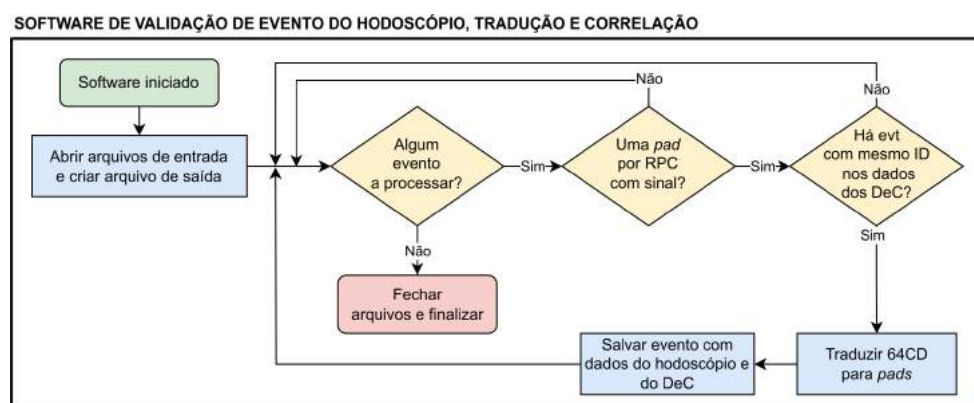 SOFTWARE DE VALIDAÇÃO DE EVENTO DO HODOSCÓPIO, TRADUÇÃO E CORRELAÇÃO
Software iniciado
Abrir arquivos de entrada
e criar arquivo de saída
Algum
evento
a processar?
Sim
Não
Fechar
arquivos e finalizar
Uma pad
por RPC
com sinal?
Não
Sim
Há evt
com mesmo ID
nos dados
dos DeC?
Não
Sim
Traduzir 64CD
para pads
Salvar evento com
dados do hodoscópio e
do DeC